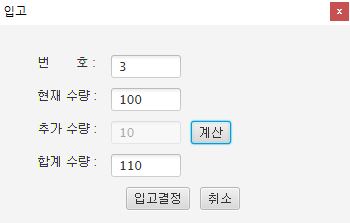 입고 x
번 호 : 3
현재 수량 : 100
추가 수량 : 10 계산
합계 수량 : 110
입고결정 취소